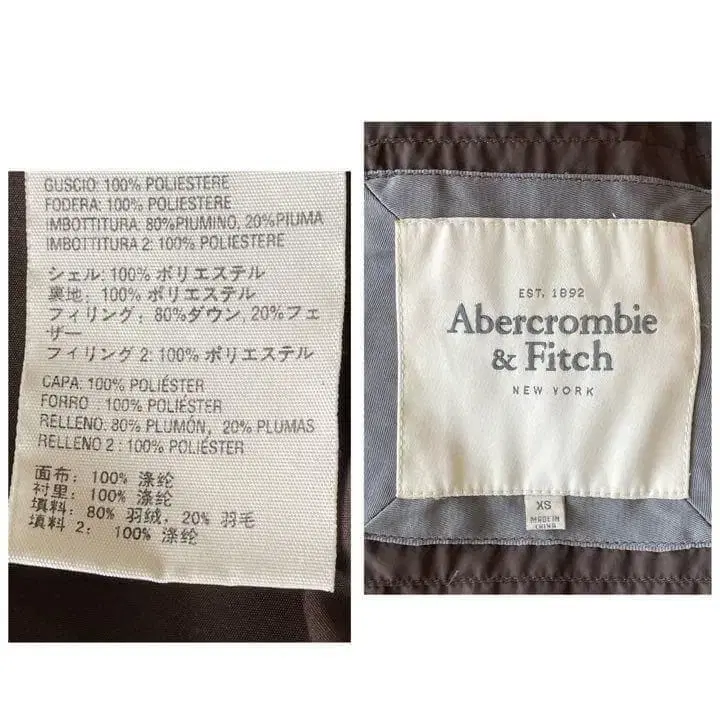 GUSCIO: 100% POLIESTERE
FODERA: 100% POLIESTERE
IMBOTTITURA: 80%PIUMINO, 20%PIUMA
IMBOTTITURA 2: 100% POLIESTERE
シェル: 100% ポリエステル
裏地: 100% ポリエステル
フィリング: 80%ダウン, 20%フェ
ザー
フィリング 2: 100% ポリエステル
CAPA: 100% POLIÉSTER
FORRO : 100% POLIÉSTER
RELLENO: 80% PLUMÓN, 20% PLUMAS
RELLENO 2 : 100% POLIÉSTER
面布: 100% 涤纶
衬里: 100% 涤纶
填料: 80% 羽绒, 20% 羽毛
填料 2: 100% 涤纶
EST. 1892
Abercrombie
& Fitch
NEW YORK
XS
MADE IN
CHINA